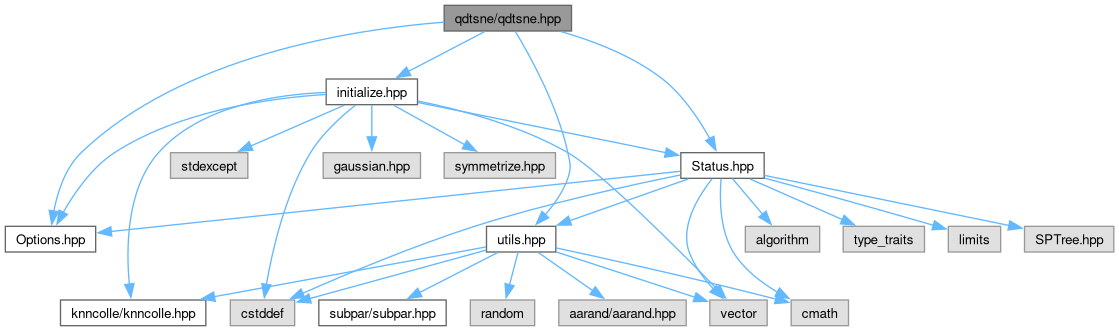 qdtsne/qdtsne.hpp
initialize.hpp
stdexcept
gaussian.hpp
symmetrize.hpp
Status.hpp
Options.hpp
utils.hpp
algorithm
type_traits
limits
SPTree.hpp
knncolle/knncolle.hpp
cstddef
subpar/subpar.hpp
random
aarand/aarand.hpp
vector
cmath